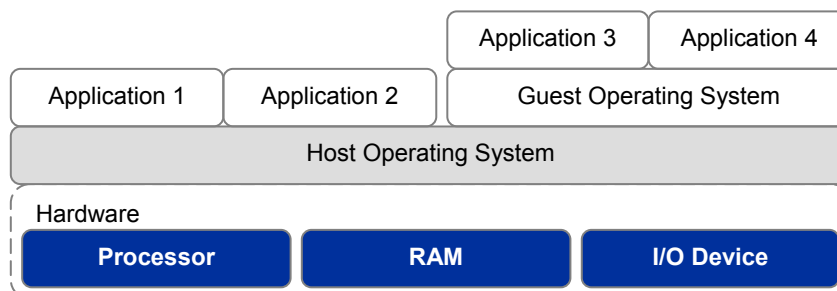 Application 3
Application 4
Application 1
Application 2
Guest Operating System
Host Operating System
Hardware
Processor
RAM
I/O Device